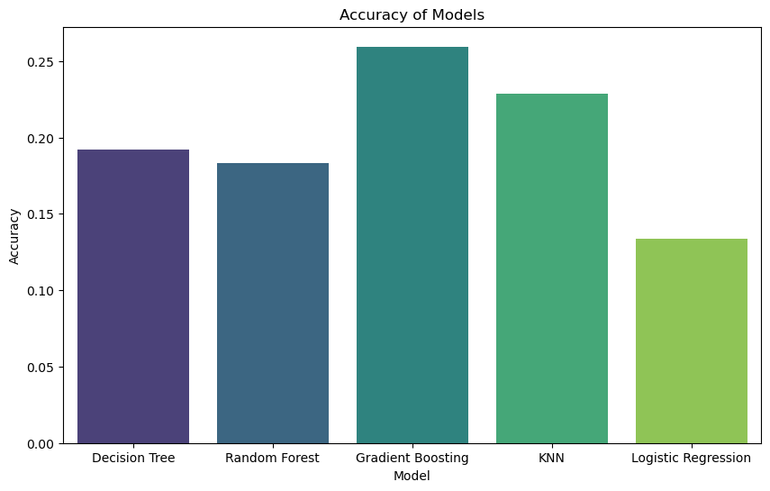 Accuracy of Models
Accuracy
0.25
0.20
0.15
0.10
0.05
0.00
Decision Tree Random Forest Gradient Boosting KNN Logistic Regression
Model